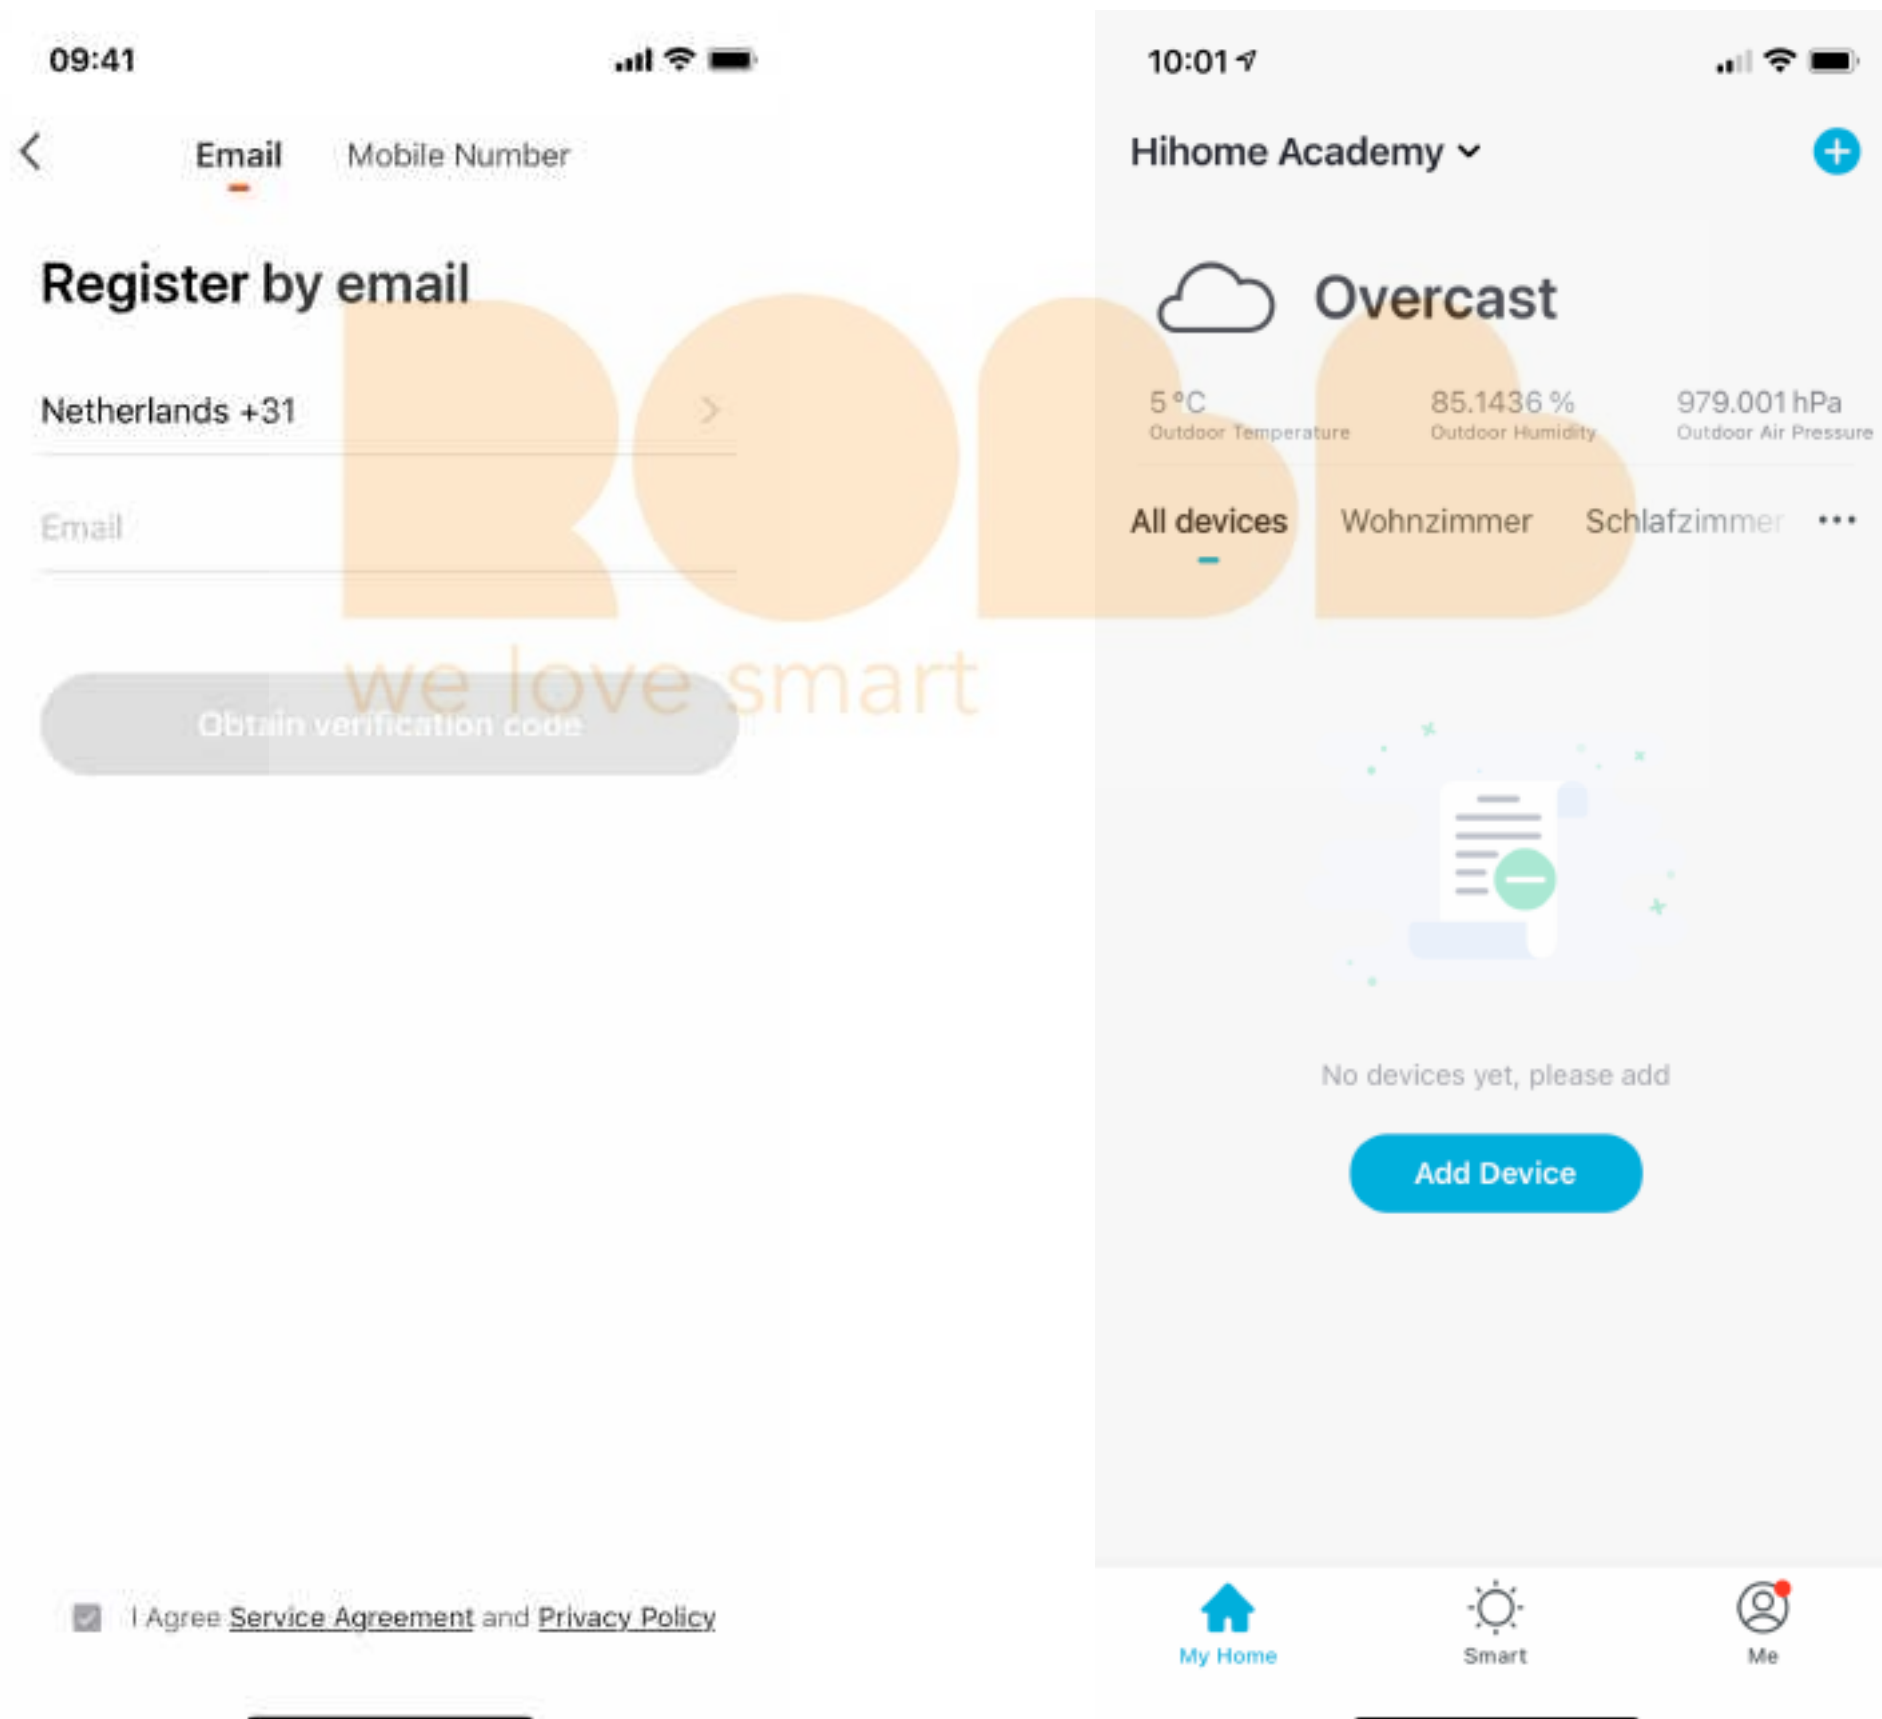 09:41
Email Mobile Number
Register by email
Netherlands +31
Email
Obtain verification code
I Agree Service Agreement and Privacy Policy
ROBB
we love smart
10:01
Hihome Academy
Overcast
5 °C 85.1436 % 979.001 hPa
Outdoor Temperature Outdoor Humidity Outdoor Air Pressure
All devices Wohnzimmer Schlafzimmer
No devices yet, please add
Add Device
My Home Smart Me